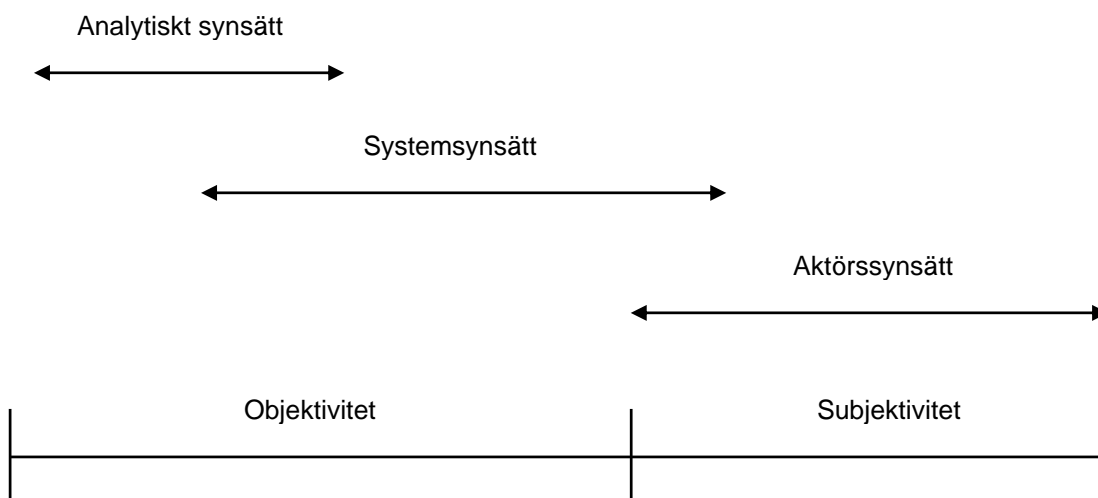 Analytiskt synsätt
Systemsynsätt
Aktörssynsätt
Objektivitet
Subjektivitet